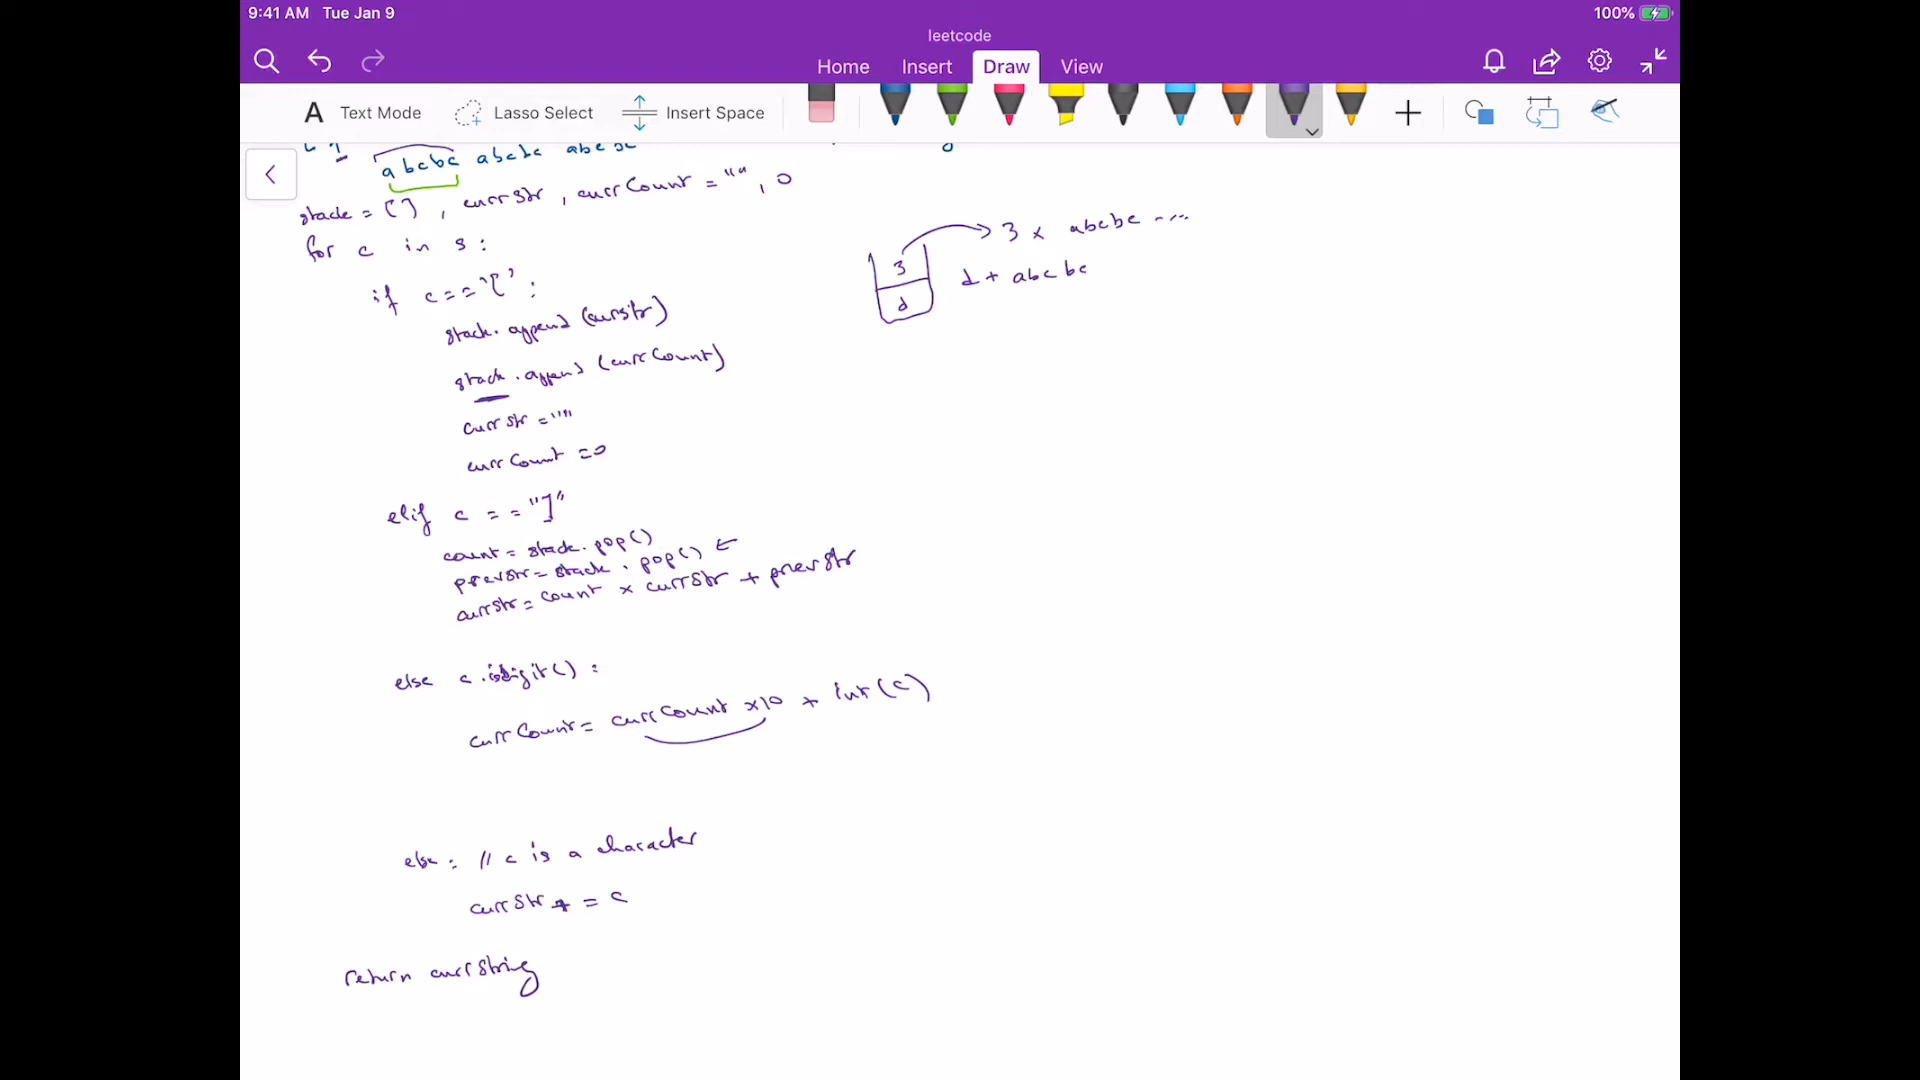 9:41 AM Tue Jan 9
100%
leetcode
Home Insert Draw View
A Text Mode Lasso Select Insert Space
abcbc abcbc abcbc
stack = [] , currStr , currCount = "" , 0
for c in s :
3 x abcbc ....
3
d
d + abcbc
if c == '[' :
stack. append (currStr)
stack . append (currCount)
currStr = ""
currCount = 0
elif c == "]"
count = stack. pop()
prevStr = stack . pop() ←
currStr = count x currStr + prevStr
else c .isdigit() :
currCount = currCount x10 + int(c)
else : // c is a character
currStr += c
return currString